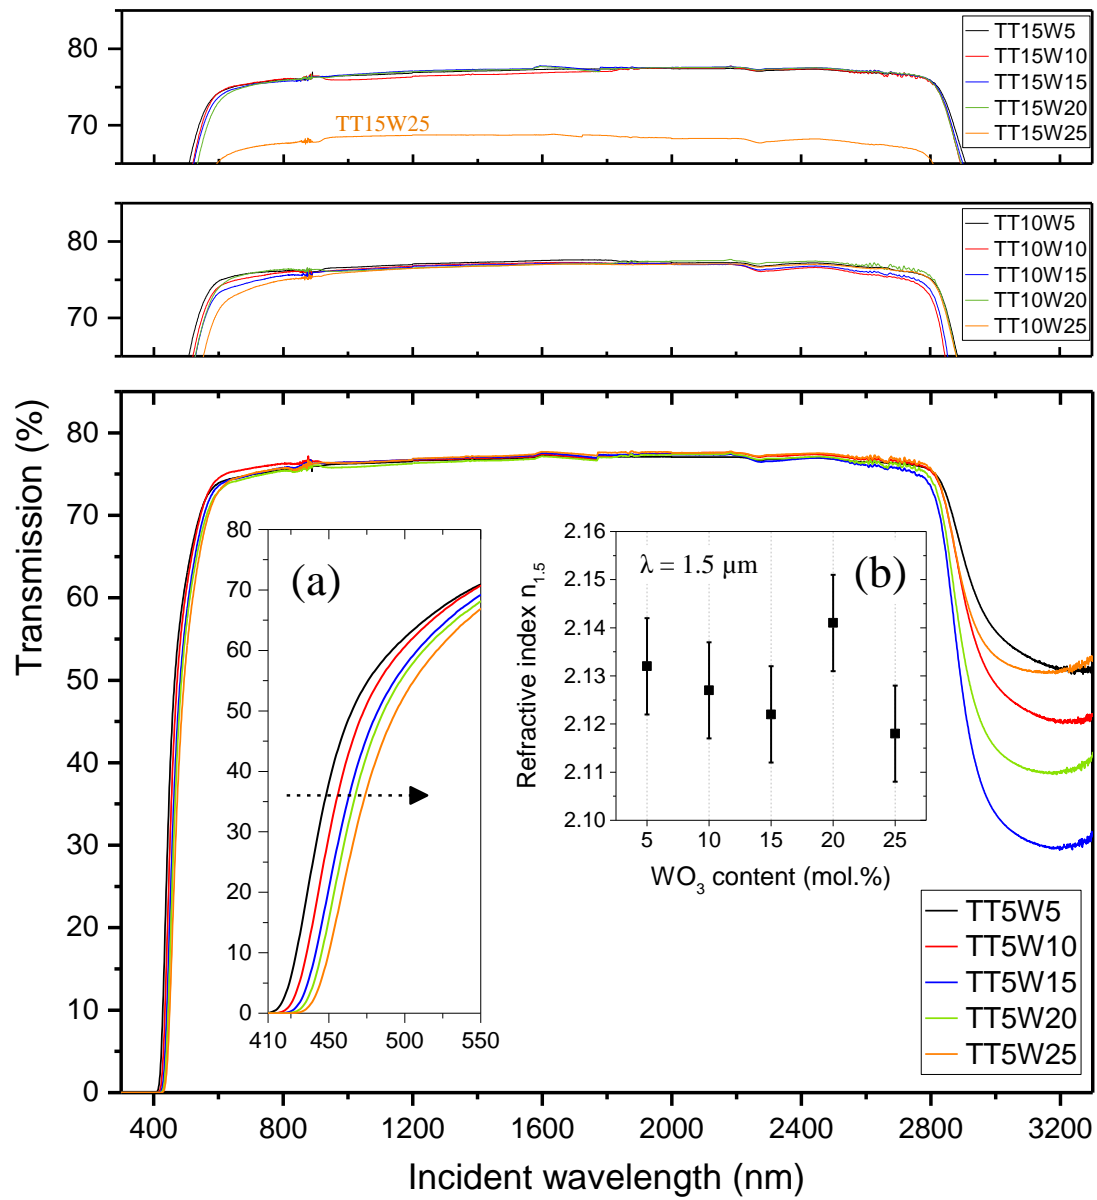 80
70
TT15W25
TT15W5
TT15W10
TT15W15
TT15W20
TT15W25
80
70
TT10W5
TT10W10
TT10W15
TT10W20
TT10W25
Transmission (%)
80
70
60
50
40
30
20
10
0
(a)
80
70
60
50
40
30
20
10
0
410 450 500 550
(b)
λ = 1.5 µm
Refractive index n1.5
2.16
2.15
2.14
2.13
2.12
2.11
2.10
5 10 15 20 25
WO3 content (mol.%)
TT5W5
TT5W10
TT5W15
TT5W20
TT5W25
400 800 1200 1600 2000 2400 2800 3200
Incident wavelength (nm)